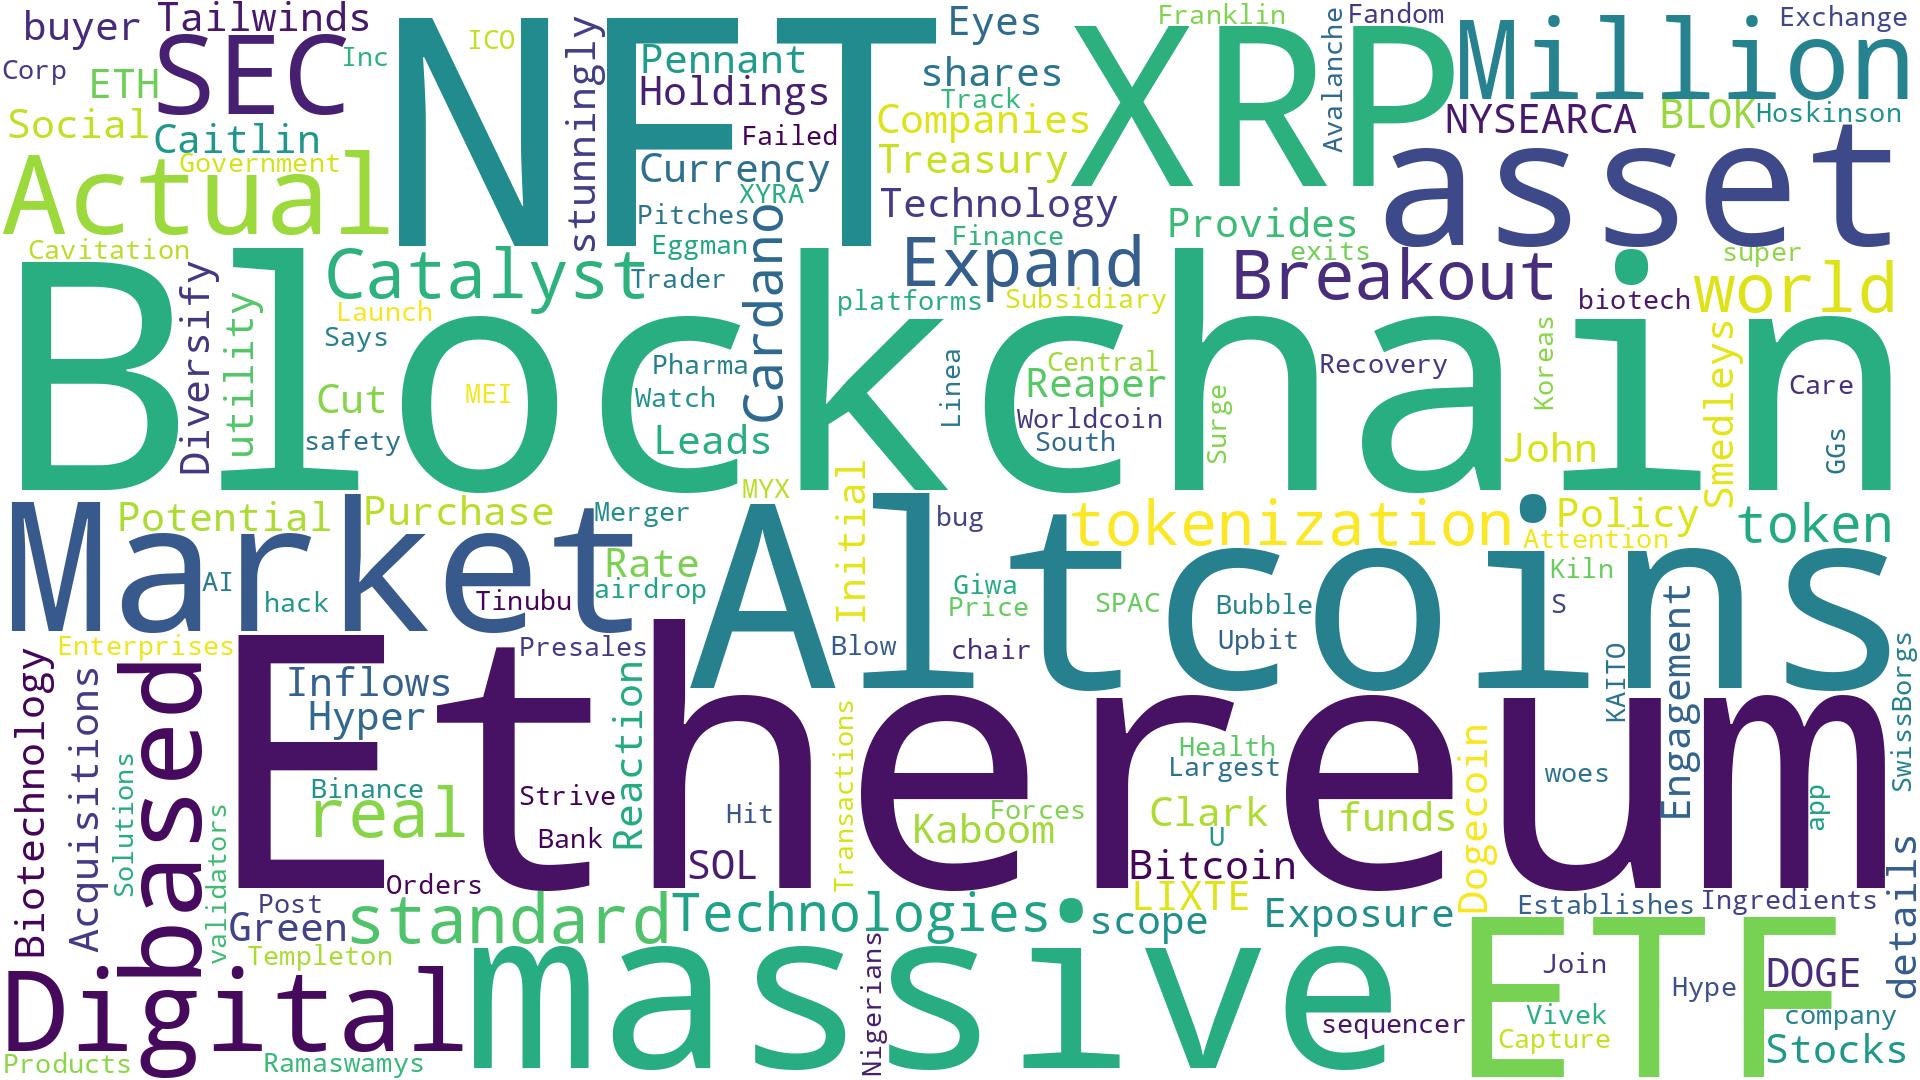 buyer
Tailwinds
Corp
ETH
SEC
Inc
ICO
NFT
stunningly
Pennant
Holdings
Failed
Currency
XYRA
Pitches
Eggman
Trader
Eyes
shares
Track
Companies
Treasury
Technology
Finance
Franklin
Avalanche
Fandom
XRP
Million
Exchange
NYSEARCA
BLOK
Hoskinson
asset
Social
Caitlin
Government
Actual
Cavitation
Provides
exits
Catalyst
Cardano
Expand
Breakout
super
world
biotech
platforms
Subsidiary
Blockchain
Diversify
utility
Launch
Says
Cut
MEI
safety
Pharma
Watch
Leads
Linea
Central
Reaper
Worldcoin
South
Surge
Recovery
Koreas
John
Smedleys
Care
GGs
MYX
Market
Potential
Purchase
Merger
Rate
airdrop
AI
hack
Tinubu
Initial
bug
Altcoins
tokenization
Policy
Attention
token
Kiln
S
Giwa
Price
SPAC
Bubble
Upbit
Blow
chair
Enterprises
Presales
KAITO
Engagement
SwissBorgs
Biotechnology
Acquisitions
Solutions
based
validators
Ethereum
Inflows
Hyper
Binance
real
Strive
Bank
Reaction
Orders
SOL
Hit
Transactions
Kaboom
Forces
Health
Largest
Clark
U
Bitcoin
LIXTE
funds
Dogecoin
woes
app
details
Post
Green
Templeton
standard
Technologies
scope
Exposure
Establishes
Ingredients
Digital
Products
Ramaswamys
massive
Nigerians
sequencer
ETF
Join
Hype
Vivek
Capture
DOGE
company
Stocks